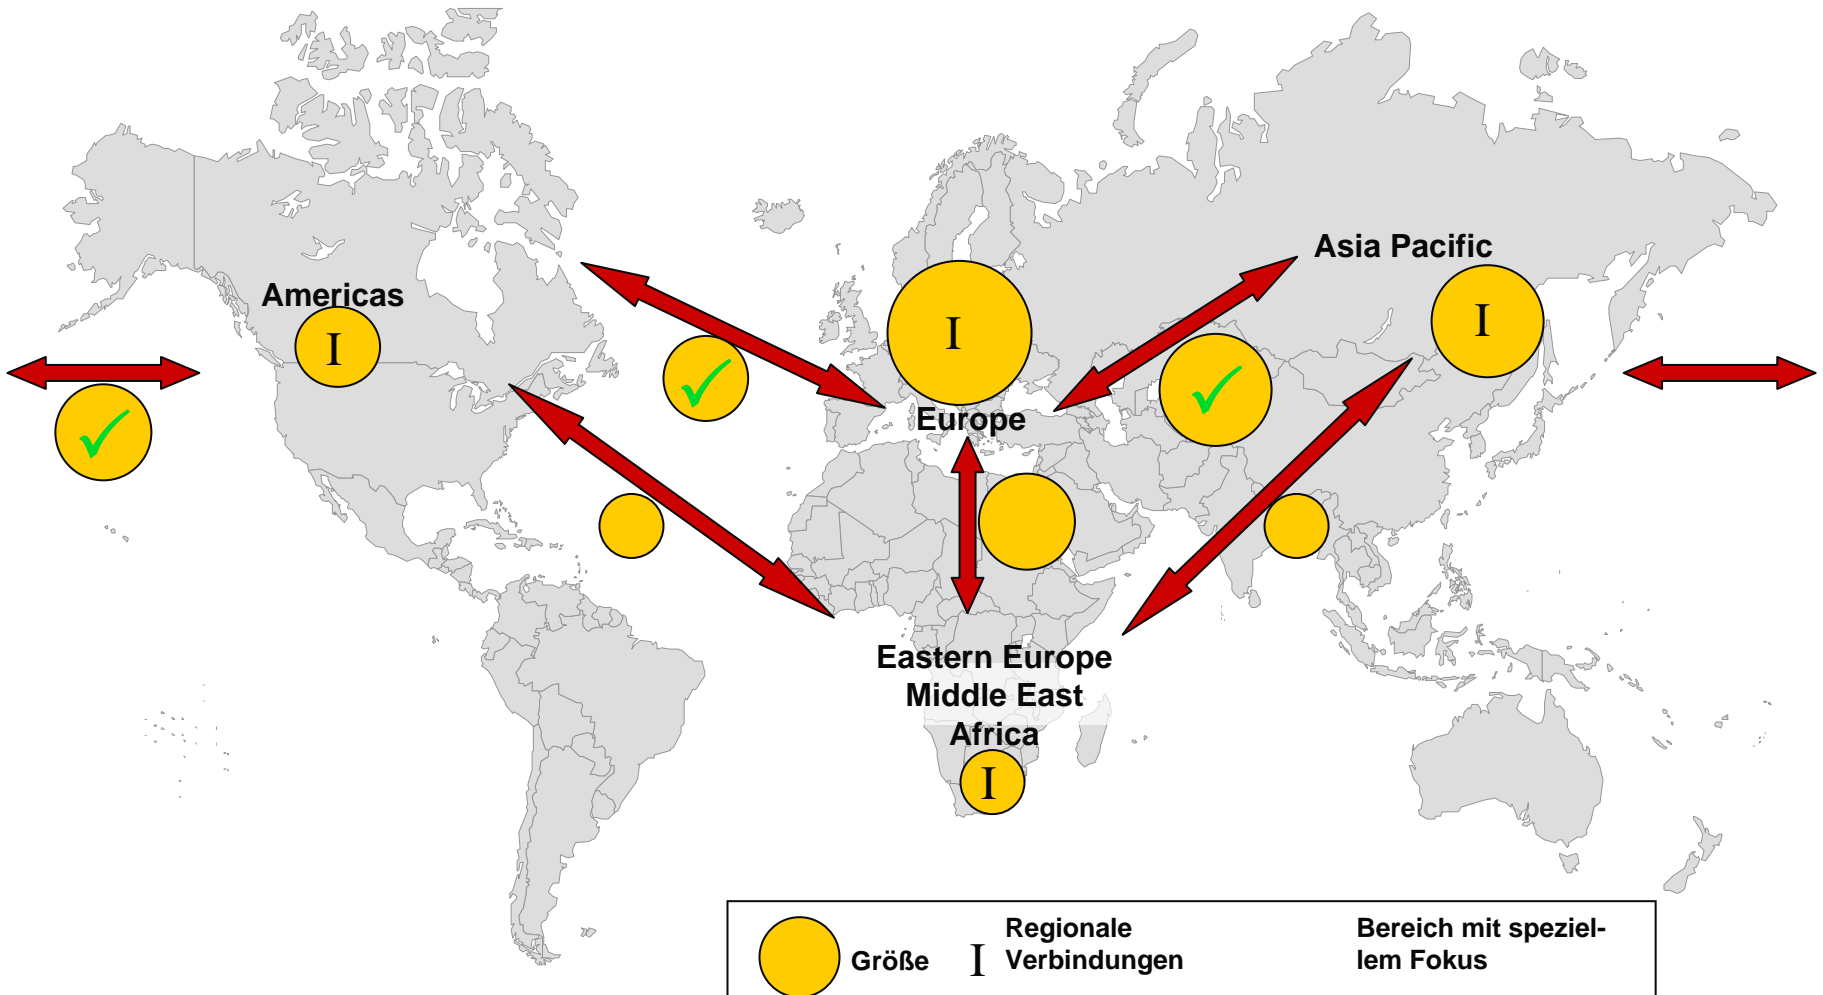 Asia Pacific
Americas
I
I
I
Europe
Eastern Europe
Middle East
Africa
I
Größe
I
Regionale
Verbindungen
Bereich mit speziel-
lem Fokus